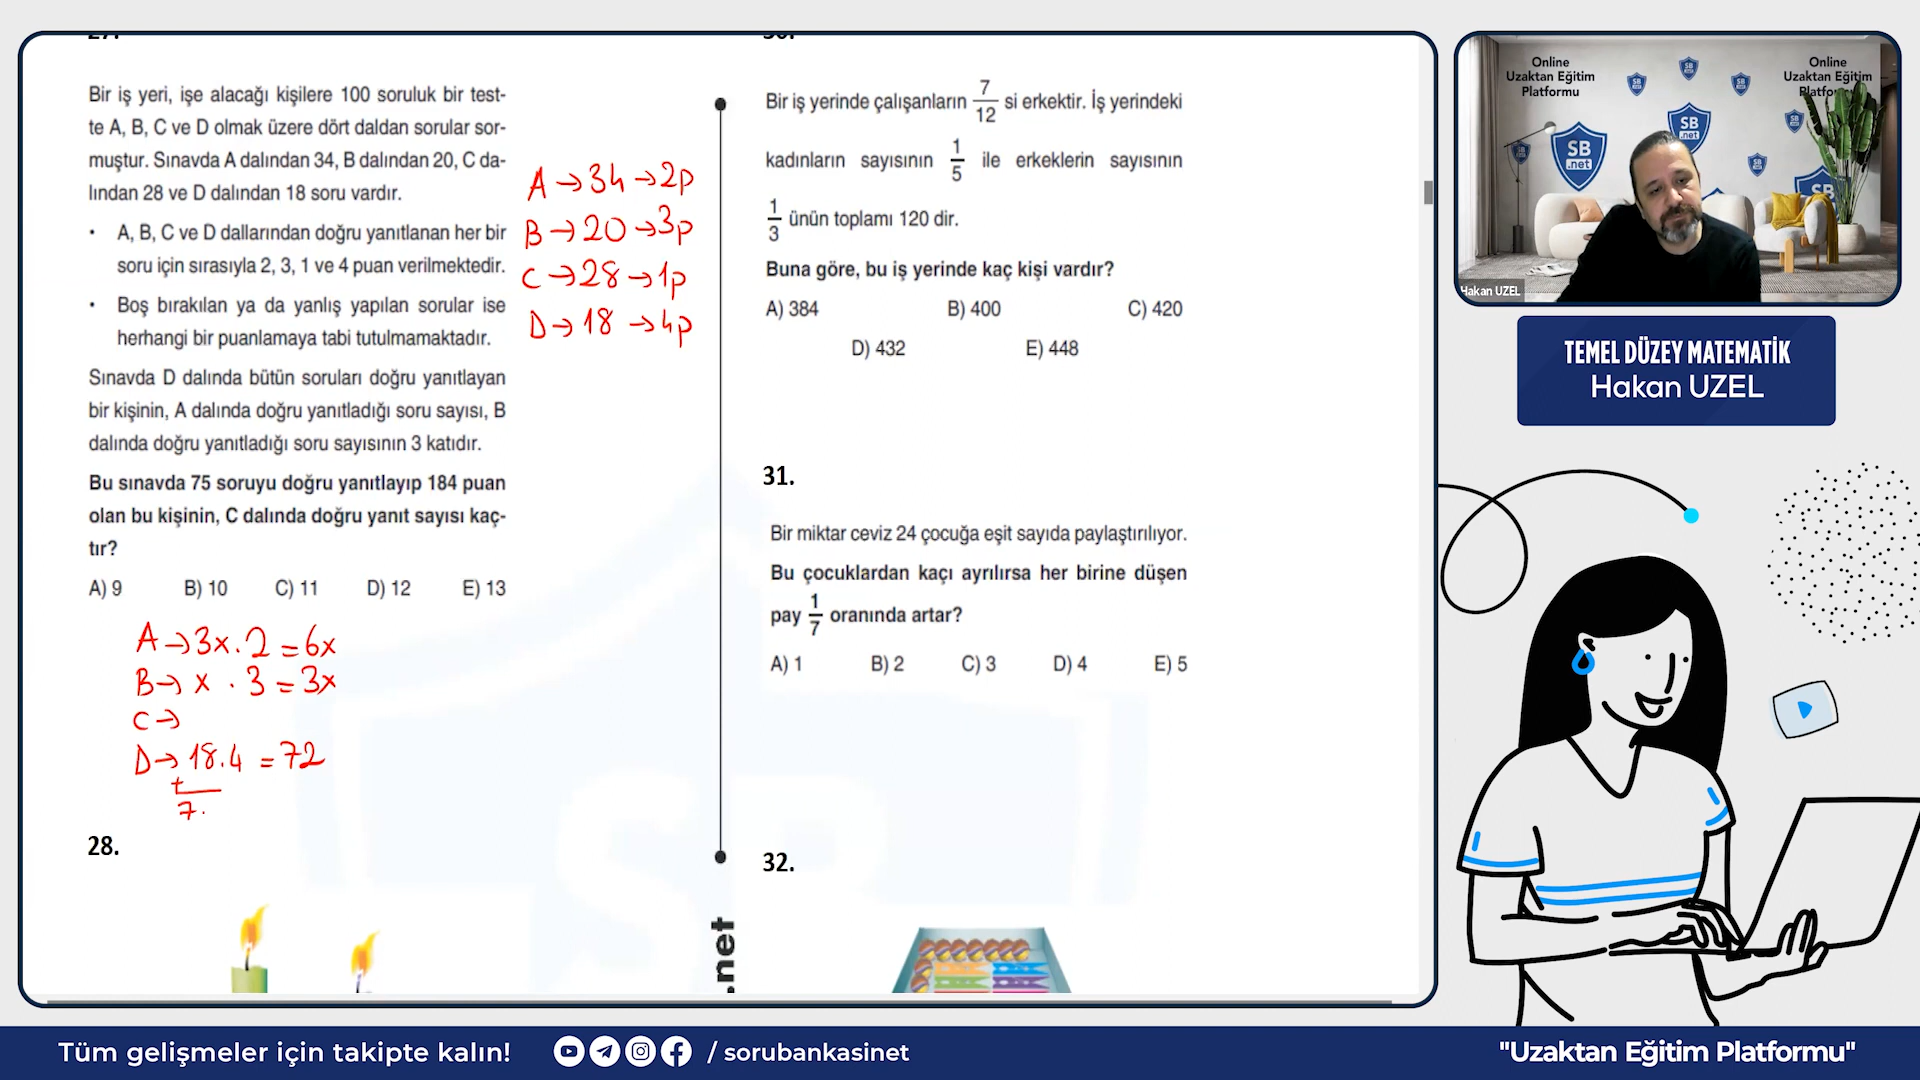 Bir iş yeri, işe alacağı kişilere 100 soruluk bir test-
te A, B, C ve D olmak üzere dört daldan sorular sor-
muştur. Sınavda A dalından 34, B dalından 20, C da-
lından 28 ve D dalından 18 soru vardır.
• A, B, C ve D dallarından doğru yanıtlanan her bir
soru için sırasıyla 2, 3, 1 ve 4 puan verilmektedir.
• Boş bırakılan ya da yanlış yapılan sorular ise
herhangi bir puanlamaya tabi tutulmamaktadır.
Sınavda D dalında bütün soruları doğru yanıtlayan
bir kişinin, A dalında doğru yanıtladığı soru sayısı, B
dalında doğru yanıtladığı soru sayısının 3 katıdır.
Bu sınavda 75 soruyu doğru yanıtlayıp 184 puan
olan bu kişinin, C dalında doğru yanıt sayısı kaç-
tır?
A) 9 B) 10 C) 11 D) 12 E) 13
A → 34 → 2p
B → 20 → 3p
C → 28 → 1p
D → 18 → 4p
A → 3x . 2 = 6x
B → x . 3 = 3x
C →
D → 18.4 = 72
+
7.
28.
Bir iş yerinde çalışanların 7/12 si erkektir. İş yerindeki
kadınların sayısının 1/5 ile erkeklerin sayısının
1/3 ünün toplamı 120 dir.
Buna göre, bu iş yerinde kaç kişi vardır?
A) 384 B) 400 C) 420
D) 432 E) 448
31.
Bir miktar ceviz 24 çocuğa eşit sayıda paylaştırılıyor.
Bu çocuklardan kaçı ayrılırsa her birine düşen
pay 1/7 oranında artar?
A) 1 B) 2 C) 3 D) 4 E) 5
32.
.net
Online
Uzaktan Eğitim
Platformu
Online
Uzaktan Eğitim
SB
.net
SB
.net
SB
Hakan UZEL
TEMEL DÜZEY MATEMATİK
Hakan UZEL
Tüm gelişmeler için takipte kalın!
/ sorubankasinet
"Uzaktan Eğitim Platformu"